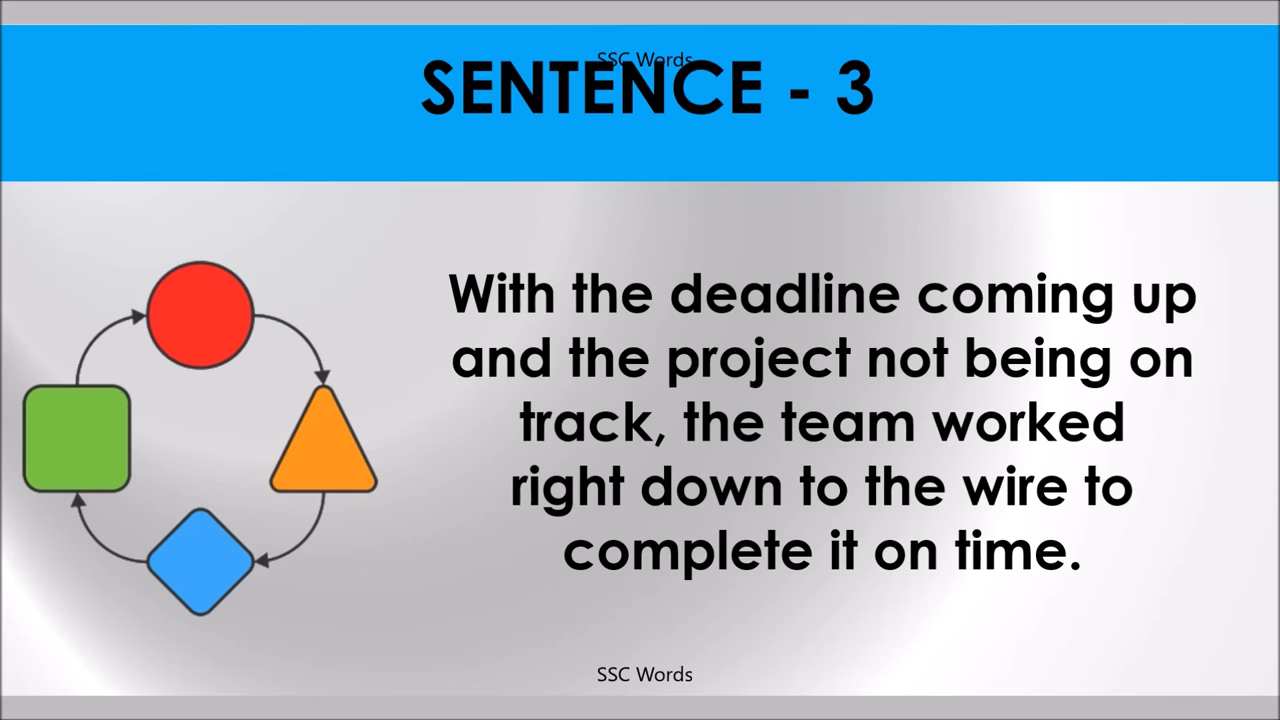 SSC Words
SENTENCE - 3
With the deadline coming up
and the project not being on
track, the team worked
right down to the wire to
complete it on time.
SSC Words